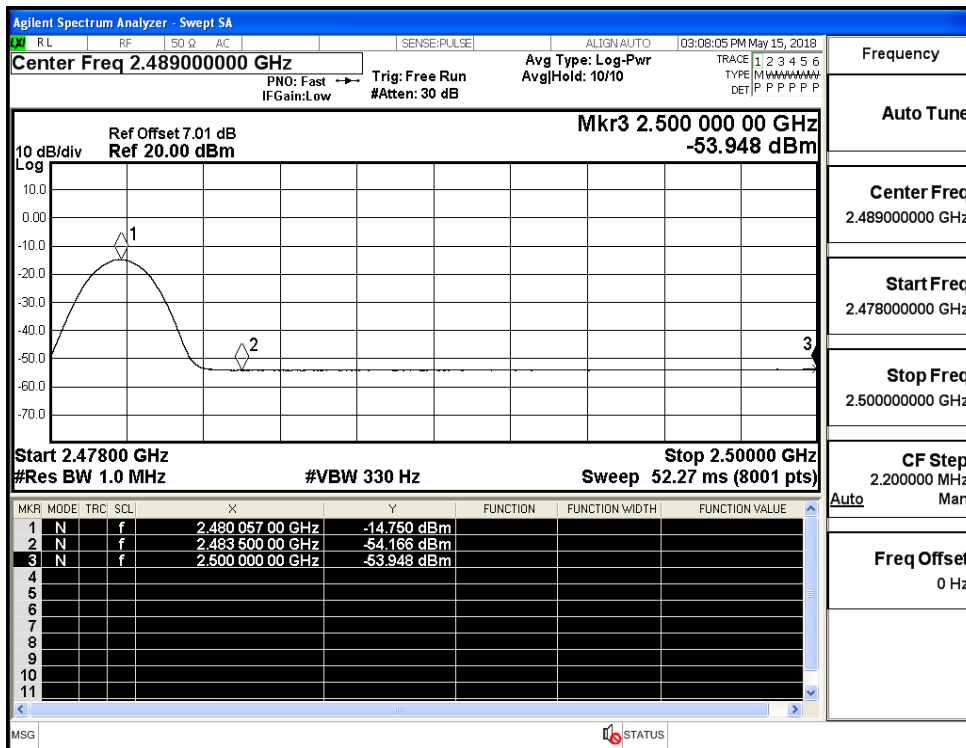 Agilent Spectrum Analyzer - Swept SA
LXI RL RF 50 Ω AC SENSE:PULSE ALIGN AUTO 03:08:05 PM May 15, 2018
Center Freq 2.489000000 GHz
PNO: Fast
IFGain:Low
Trig: Free Run
#Atten: 30 dB
Avg Type: Log-Pwr
Avg|Hold: 10/10
TRACE 1 2 3 4 5 6
TYPE M WWWWW
DET P P P P P P
Ref Offset 7.01 dB
10 dB/div Ref 20.00 dBm
Log
Mkr3 2.500 000 00 GHz
-53.948 dBm
10.0
0.00
-10.0
-20.0
-30.0
-40.0
-50.0
-60.0
-70.0
1
2
3
Start 2.47800 GHz Stop 2.50000 GHz
#Res BW 1.0 MHz #VBW 330 Hz Sweep 52.27 ms (8001 pts)
MKR MODE TRC SCL X Y FUNCTION FUNCTION WIDTH FUNCTION VALUE
1 N f 2.480 057 00 GHz -14.750 dBm
2 N f 2.483 500 00 GHz -54.166 dBm
3 N f 2.500 000 00 GHz -53.948 dBm
4
5
6
7
8
9
10
11
MSG STATUS
Frequency
Auto Tune
Center Freq
2.489000000 GHz
Start Freq
2.478000000 GHz
Stop Freq
2.500000000 GHz
CF Step
2.200000 MHz
Auto Man
Freq Offset
0 Hz